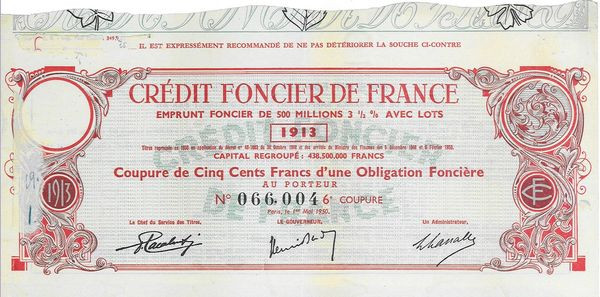 IL EST EXPRESSÉMENT RECOMMANDÉ DE NE PAS DÉTÉRIORER LA SOUCHE CI-CONTRE
CRÉDIT FONCIER DE FRANCE
EMPRUNT FONCIER DE 500 MILLIONS 3 ½ % AVEC LOTS
1913
CAPITAL REGROUPÉ : 438.500.000 FRANCS
Coupure de Cinq Cents Francs d'une Obligation Foncière
AU PORTEUR
N° 066.004 6e COUPURE
Paris, le 1er Mai 1950.
Le Chef du Service des Titres, LE GOUVERNEUR, Un Administrateur,
1913
CF
CRÉDIT FONCIER
DE FRANCE